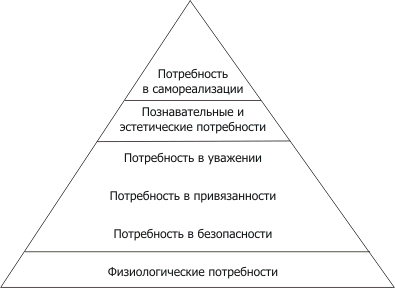 Потребность
в самореализации
Познавательные и
эстетические потребности
Потребность в уважении
Потребность в привязанности
Потребность в безопасности
Физиологические потребности